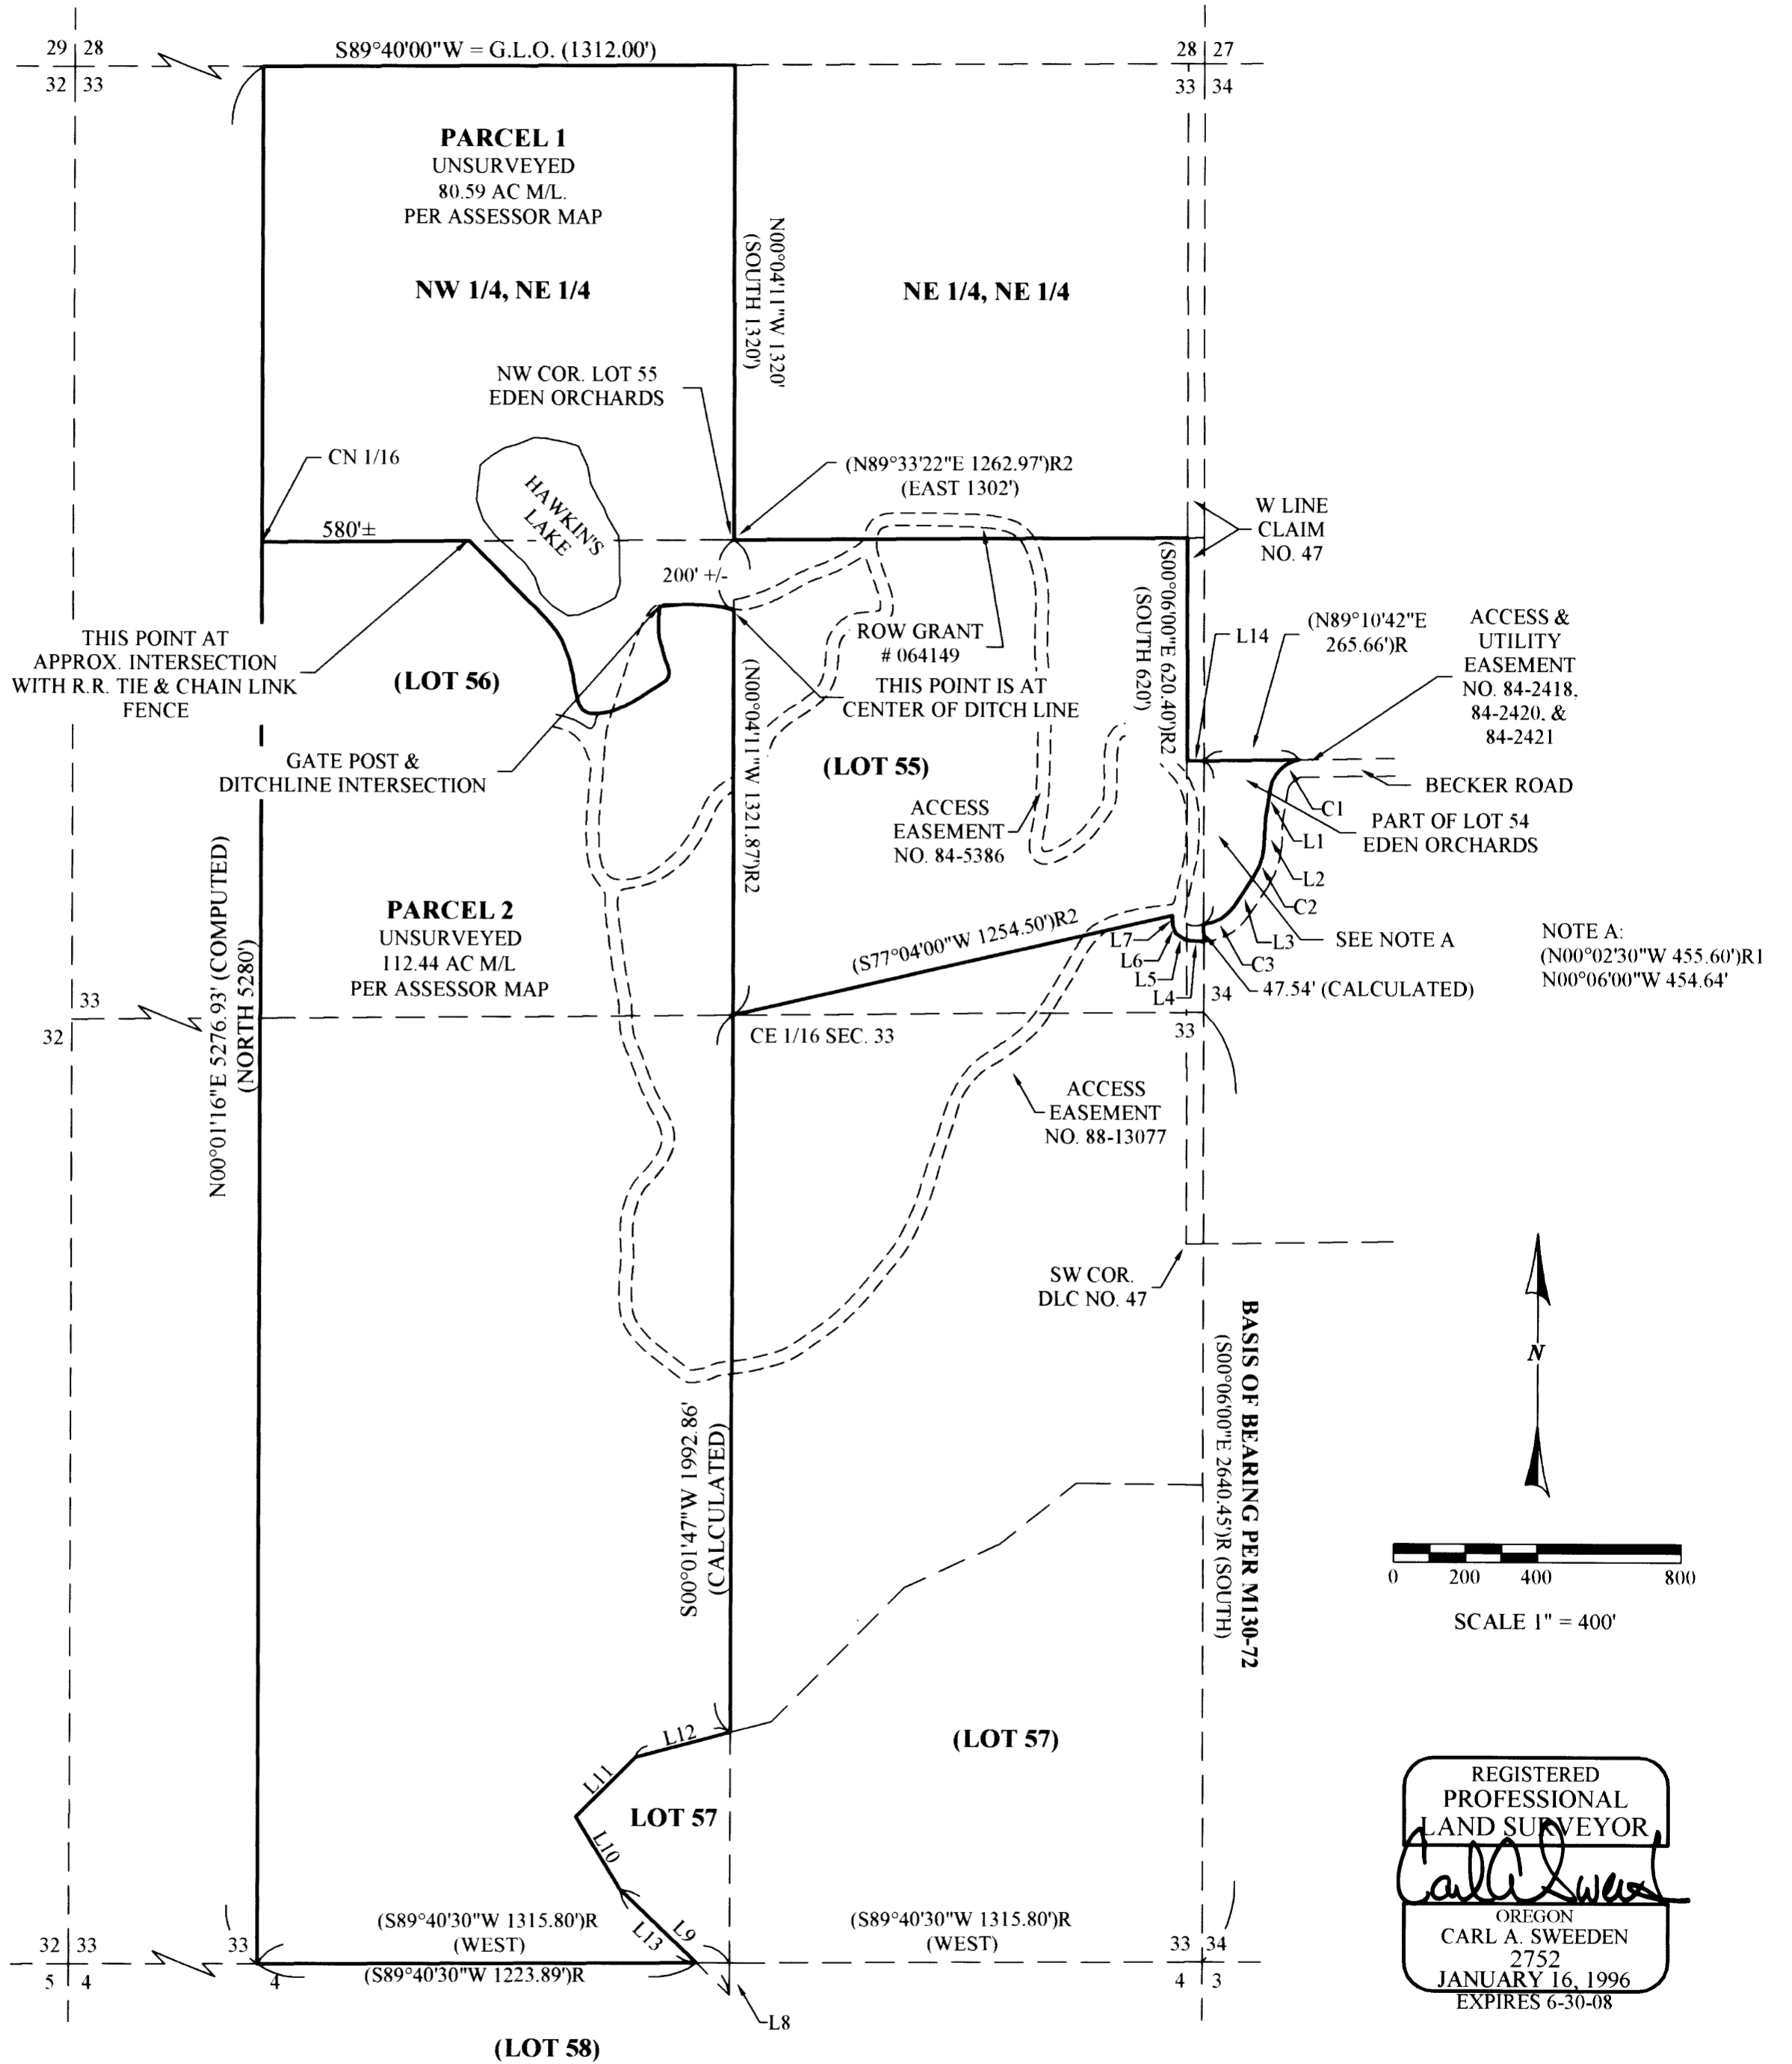 29 28
32 33
S89°40'00"W = G.L.O. (1312.00')
28 27
33 34
PARCEL 1
UNSURVEYED
80.59 AC M/L.
PER ASSESSOR MAP
NW 1/4, NE 1/4
NE 1/4, NE 1/4
N00°04'11"W 1320'
(SOUTH 1320')
NW COR. LOT 55
EDEN ORCHARDS
CN 1/16
580'±
HAWKIN'S
LAKE
(N89°33'22"E 1262.97')R2
(EAST 1302')
W LINE
CLAIM
NO. 47
200' +/-
(S00°06'00"E 620.40')R2
(SOUTH 620')
THIS POINT AT
APPROX. INTERSECTION
WITH R.R. TIE & CHAIN LINK
FENCE
(LOT 56)
ROW GRANT
# 064149
THIS POINT IS AT
CENTER OF DITCH LINE
L14
(N89°10'42"E
265.66')R
ACCESS &
UTILITY
EASEMENT
NO. 84-2418,
84-2420, &
84-2421
GATE POST &
DITCHLINE INTERSECTION
(N00°04'11"W 1321.87')R2
(LOT 55)
BECKER ROAD
C1
PART OF LOT 54
EDEN ORCHARDS
L1
L2
C2
L3
SEE NOTE A
C3
ACCESS
EASEMENT
NO. 84-5386
N00°01'16"E 5276.93' (COMPUTED)
(NORTH 5280')
PARCEL 2
UNSURVEYED
112.44 AC M/L
PER ASSESSOR MAP
(S77°04'00"W 1254.50')R2
L7
L6
L5
L4
47.54' (CALCULATED)
NOTE A:
(N00°02'30"W 455.60')R1
N00°06'00"W 454.64'
33
32
34
33
CE 1/16 SEC. 33
ACCESS
EASEMENT
NO. 88-13077
SW COR.
DLC NO. 47
BASIS OF BEARING PER M130-72
(S00°06'00"E 2640.45')R (SOUTH)
N
S00°01'47"W 1992.86'
(CALCULATED)
0 200 400 800
SCALE 1" = 400'
L12
L11
LOT 57
L10
(LOT 57)
L9
L13
(S89°40'30"W 1315.80')R
(WEST)
(S89°40'30"W 1315.80')R
(WEST)
(S89°40'30"W 1223.89')R
32 33
5 4
33
4
33 34
4 3
L8
(LOT 58)
REGISTERED
PROFESSIONAL
LAND SURVEYOR
Carl A Sweeden
OREGON
CARL A. SWEEDEN
2752
JANUARY 16, 1996
EXPIRES 6-30-08